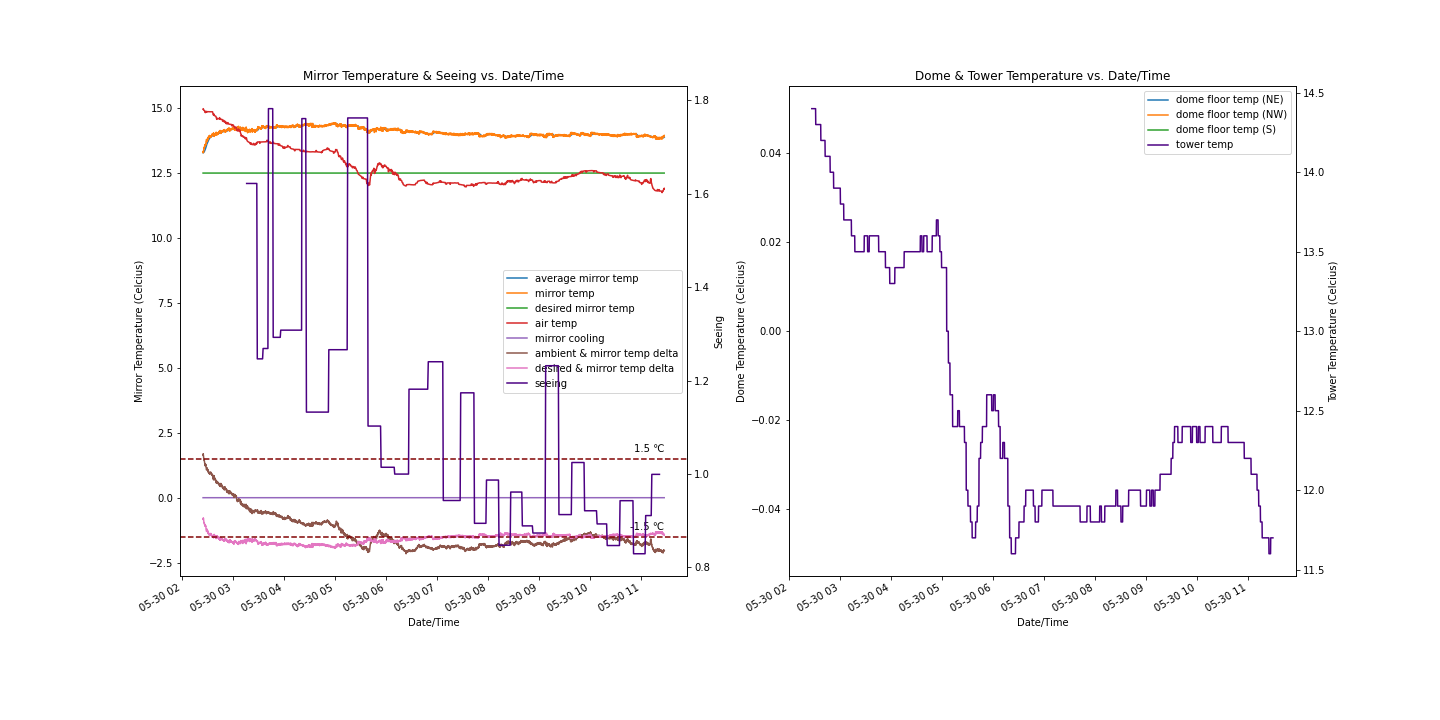 Mirror Temperature & Seeing vs. Date/Time
15.0
12.5
10.0
7.5
5.0
2.5
0.0
−2.5
Mirror Temperature (Celcius)
1.8
1.6
1.4
1.2
1.0
0.8
Seeing
average mirror temp
mirror temp
desired mirror temp
air temp
mirror cooling
ambient & mirror temp delta
desired & mirror temp delta
seeing
1.5 °C
-1.5 °C
05-30 02
05-30 03
05-30 04
05-30 05
05-30 06
05-30 07
05-30 08
05-30 09
05-30 10
05-30 11
Date/Time
Dome & Tower Temperature vs. Date/Time
0.04
0.02
0.00
−0.02
−0.04
Dome Temperature (Celcius)
14.5
14.0
13.5
13.0
12.5
12.0
11.5
Tower Temperature (Celcius)
dome floor temp (NE)
dome floor temp (NW)
dome floor temp (S)
tower temp
05-30 02
05-30 03
05-30 04
05-30 05
05-30 06
05-30 07
05-30 08
05-30 09
05-30 10
05-30 11
Date/Time